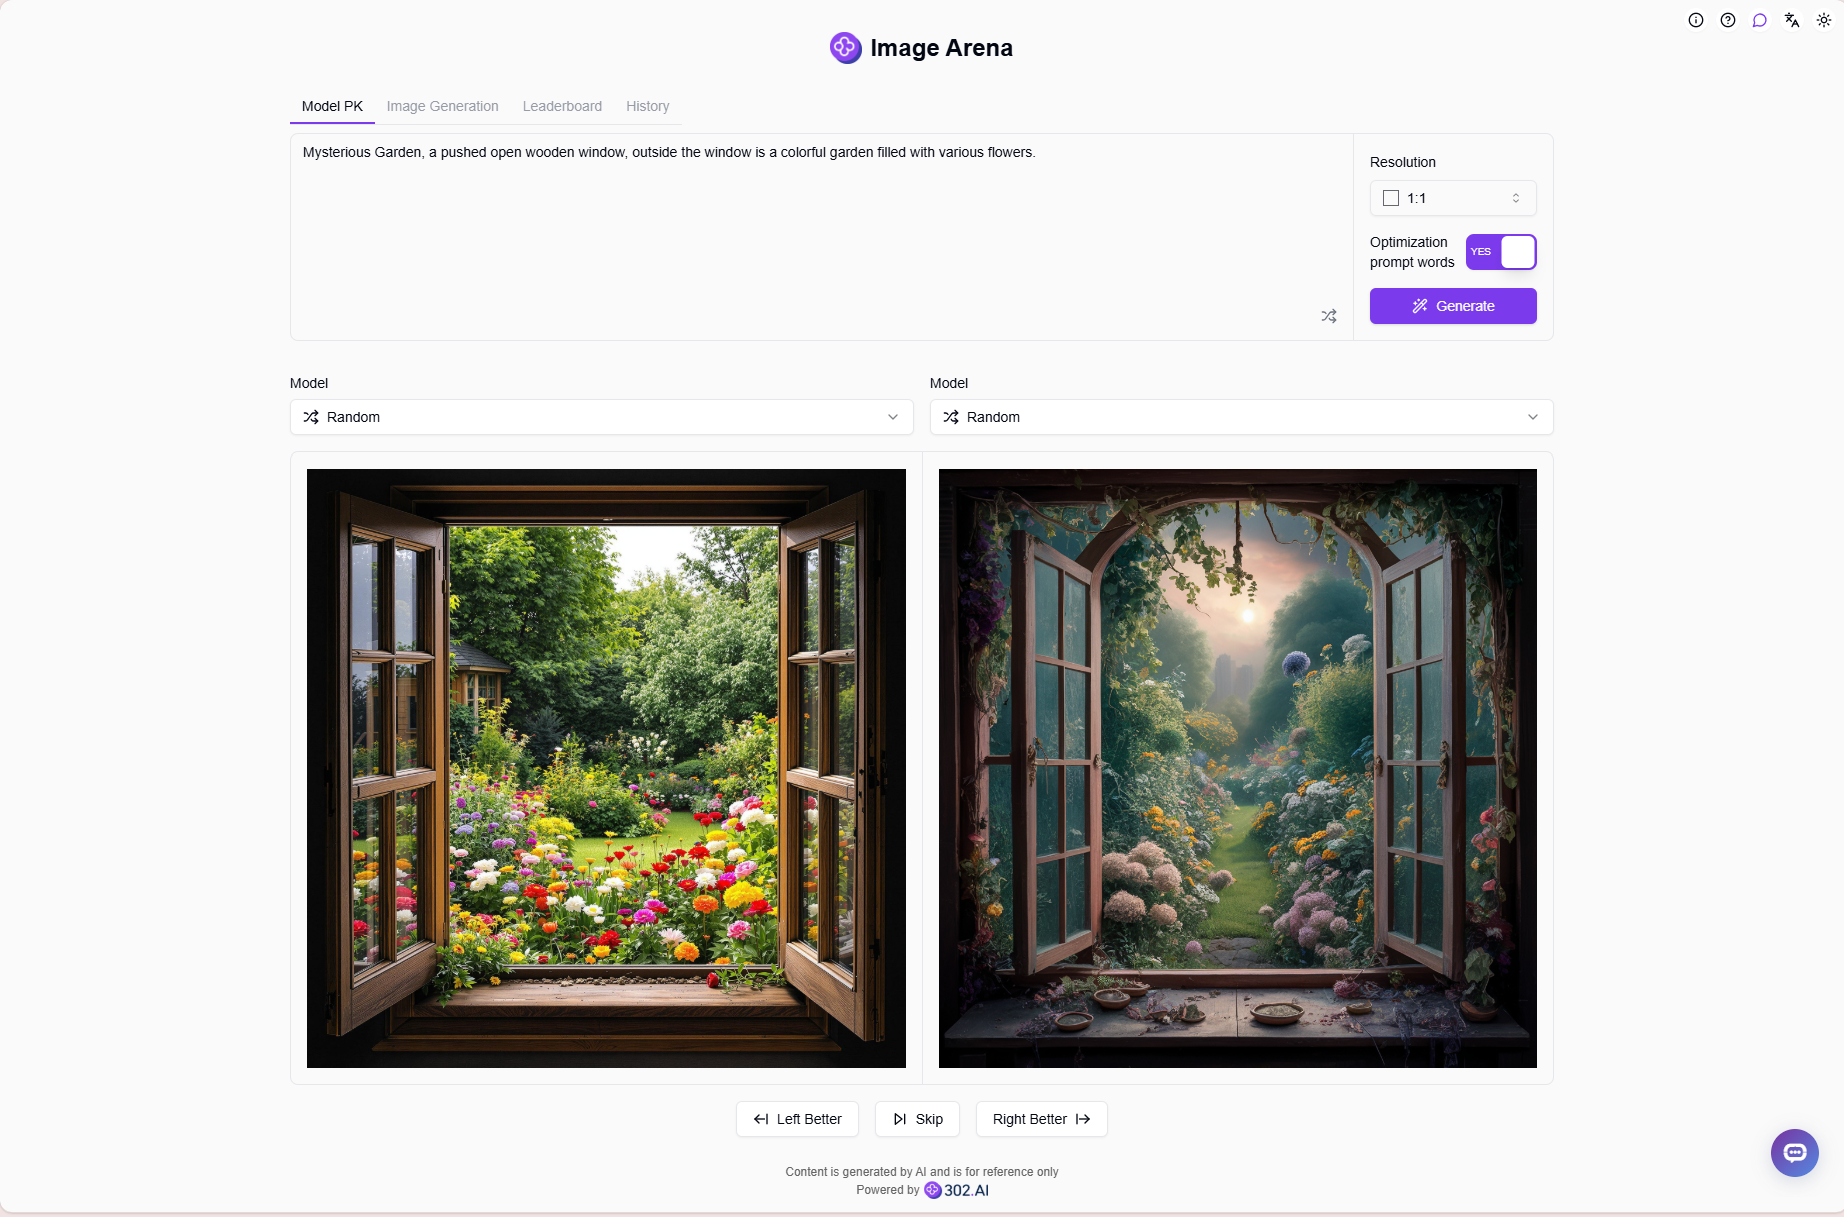 Image Arena
Model PK
Image Generation
Leaderboard
History
Mysterious Garden, a pushed open wooden window, outside the window is a colorful garden filled with various flowers.
Resolution
1:1
Optimization
prompt words
YES
Generate
Model
Random
Model
Random
Left Better
Skip
Right Better
Content is generated by AI and is for reference only
Powered by 302.AI